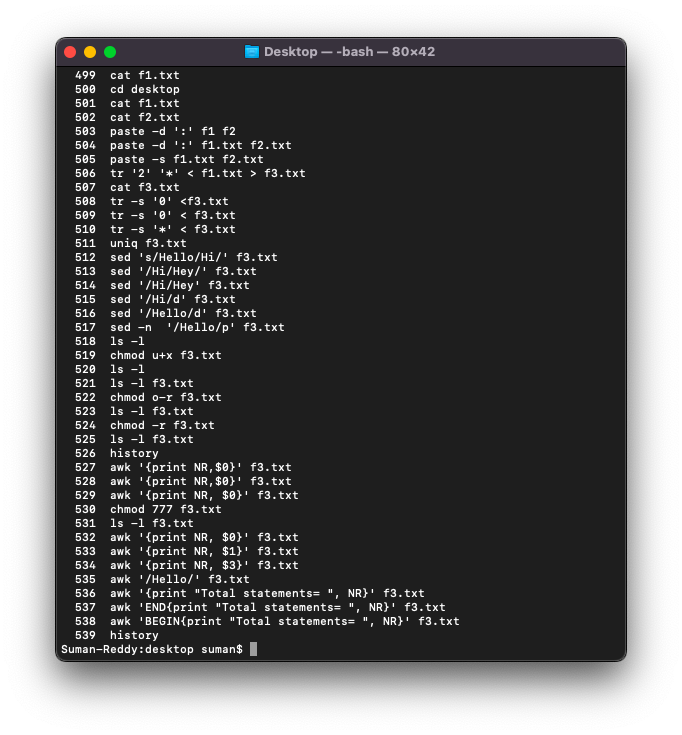 Desktop — -bash — 80×42
499 cat f1.txt
500 cd desktop
501 cat f1.txt
502 cat f2.txt
503 paste -d ':' f1 f2
504 paste -d ':' f1.txt f2.txt
505 paste -s f1.txt f2.txt
506 tr '2' '*' < f1.txt > f3.txt
507 cat f3.txt
508 tr -s '0' <f3.txt
509 tr -s '0' < f3.txt
510 tr -s '*' < f3.txt
511 uniq f3.txt
512 sed 's/Hello/Hi/' f3.txt
513 sed '/Hi/Hey/' f3.txt
514 sed '/Hi/Hey' f3.txt
515 sed '/Hi/d' f3.txt
516 sed '/Hello/d' f3.txt
517 sed -n  '/Hello/p' f3.txt
518 ls -l
519 chmod u+x f3.txt
520 ls -l
521 ls -l f3.txt
522 chmod o-r f3.txt
523 ls -l f3.txt
524 chmod -r f3.txt
525 ls -l f3.txt
526 history
527 awk '{print NR,$0}' f3.txt
528 awk '{print NR,$0}' f3.txt
529 awk '{print NR, $0}' f3.txt
530 chmod 777 f3.txt
531 ls -l f3.txt
532 awk '{print NR, $0}' f3.txt
533 awk '{print NR, $1}' f3.txt
534 awk '{print NR, $3}' f3.txt
535 awk '/Hello/' f3.txt
536 awk '{print "Total statements= ", NR}' f3.txt
537 awk 'END{print "Total statements= ", NR}' f3.txt
538 awk 'BEGIN{print "Total statements= ", NR}' f3.txt
539 history
Suman-Reddy:desktop suman$